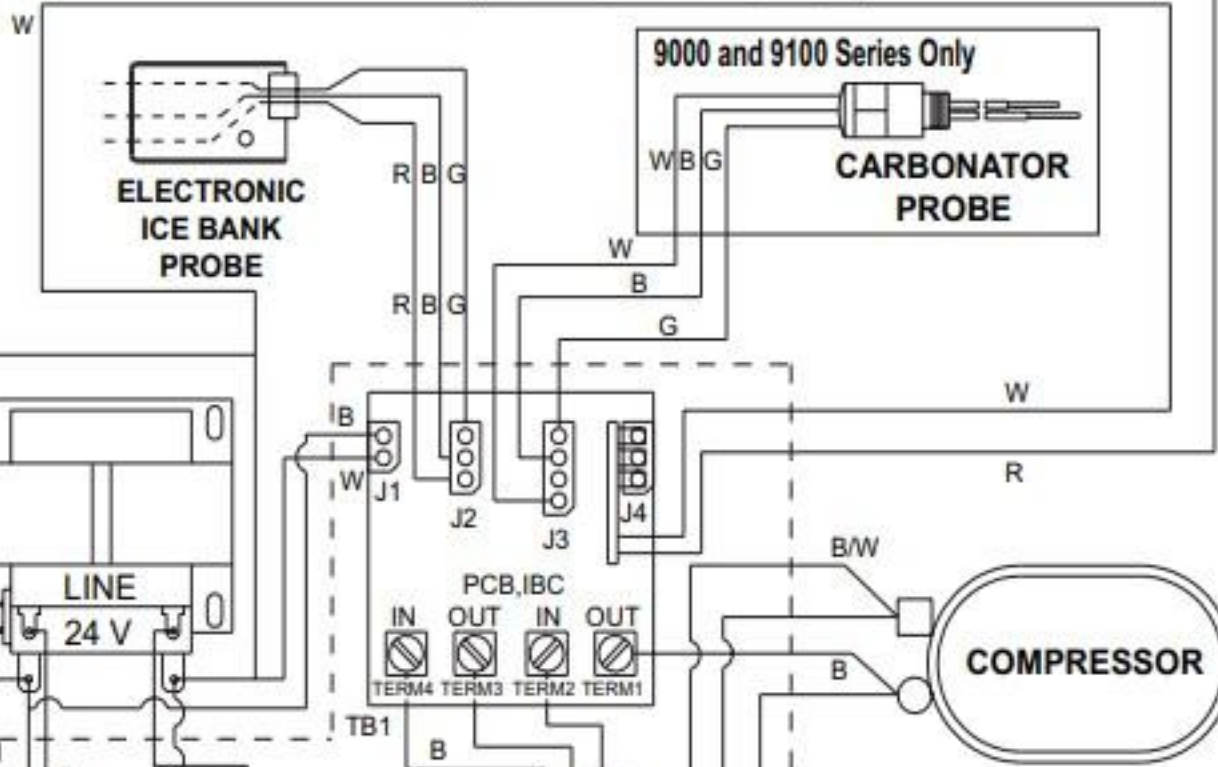 W
9000 and 9100 Series Only
W B G
CARBONATOR
PROBE
R B G
ELECTRONIC
ICE BANK
PROBE
W
B
R B G
G
W
B
W
J1
J2
J3
J4
R
B/W
PCB,IBC
LINE
24 V
IN OUT IN OUT
TERM4 TERM3 TERM2 TERM1
B
COMPRESSOR
TB1
B